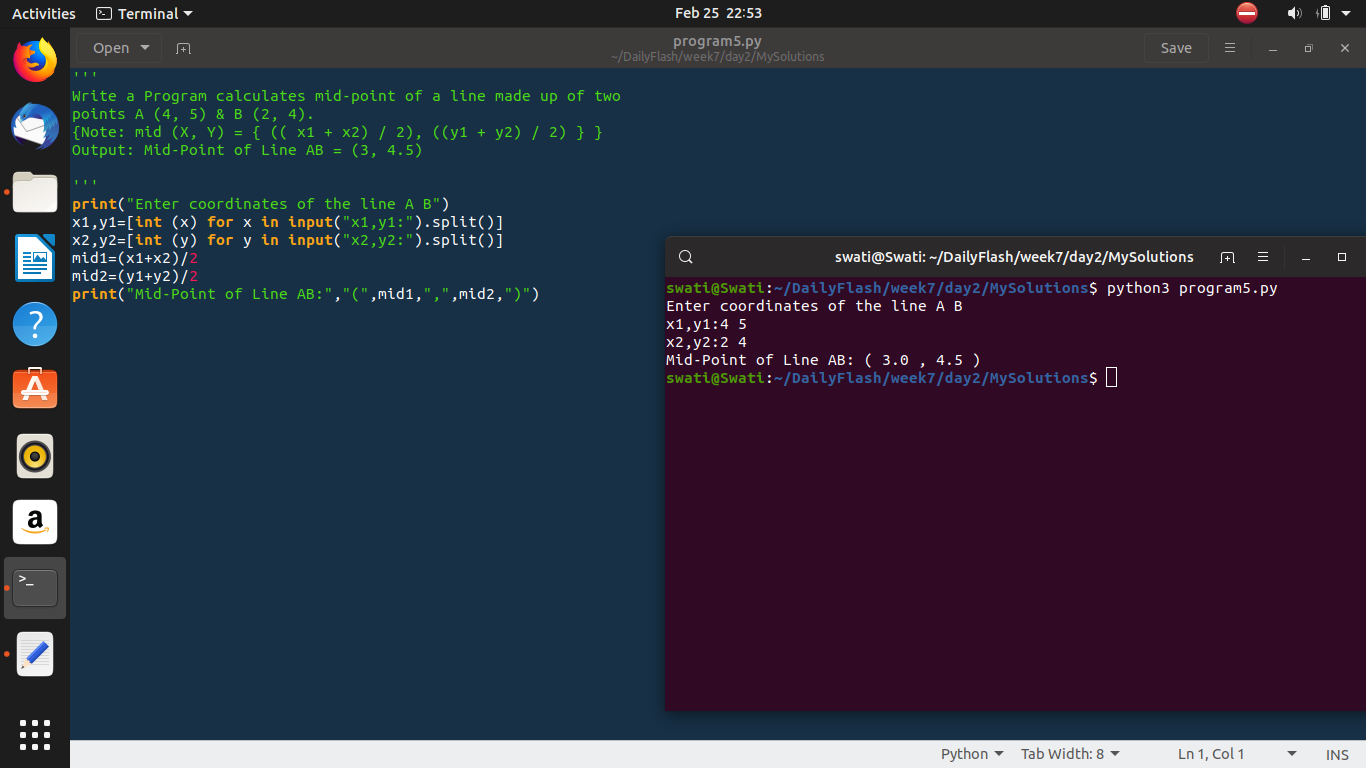 Activities Terminal Feb 25 22:53
Open program5.py Save
~/DailyFlash/week7/day2/MySolutions
'''
Write a Program calculates mid-point of a line made up of two
points A (4, 5) & B (2, 4).
{Note: mid (X, Y) = { (( x1 + x2) / 2), ((y1 + y2) / 2) } }
Output: Mid-Point of Line AB = (3, 4.5)
'''
print("Enter coordinates of the line A B")
x1,y1=[int (x) for x in input("x1,y1:").split()]
x2,y2=[int (y) for y in input("x2,y2:").split()]
mid1=(x1+x2)/2
mid2=(y1+y2)/2
print("Mid-Point of Line AB:","(",mid1,",",mid2,")")
swati@Swati: ~/DailyFlash/week7/day2/MySolutions
swati@Swati:~/DailyFlash/week7/day2/MySolutions$ python3 program5.py
Enter coordinates of the line A B
x1,y1:4 5
x2,y2:2 4
Mid-Point of Line AB: ( 3.0 , 4.5 )
swati@Swati:~/DailyFlash/week7/day2/MySolutions$
Python Tab Width: 8 Ln 1, Col 1 INS